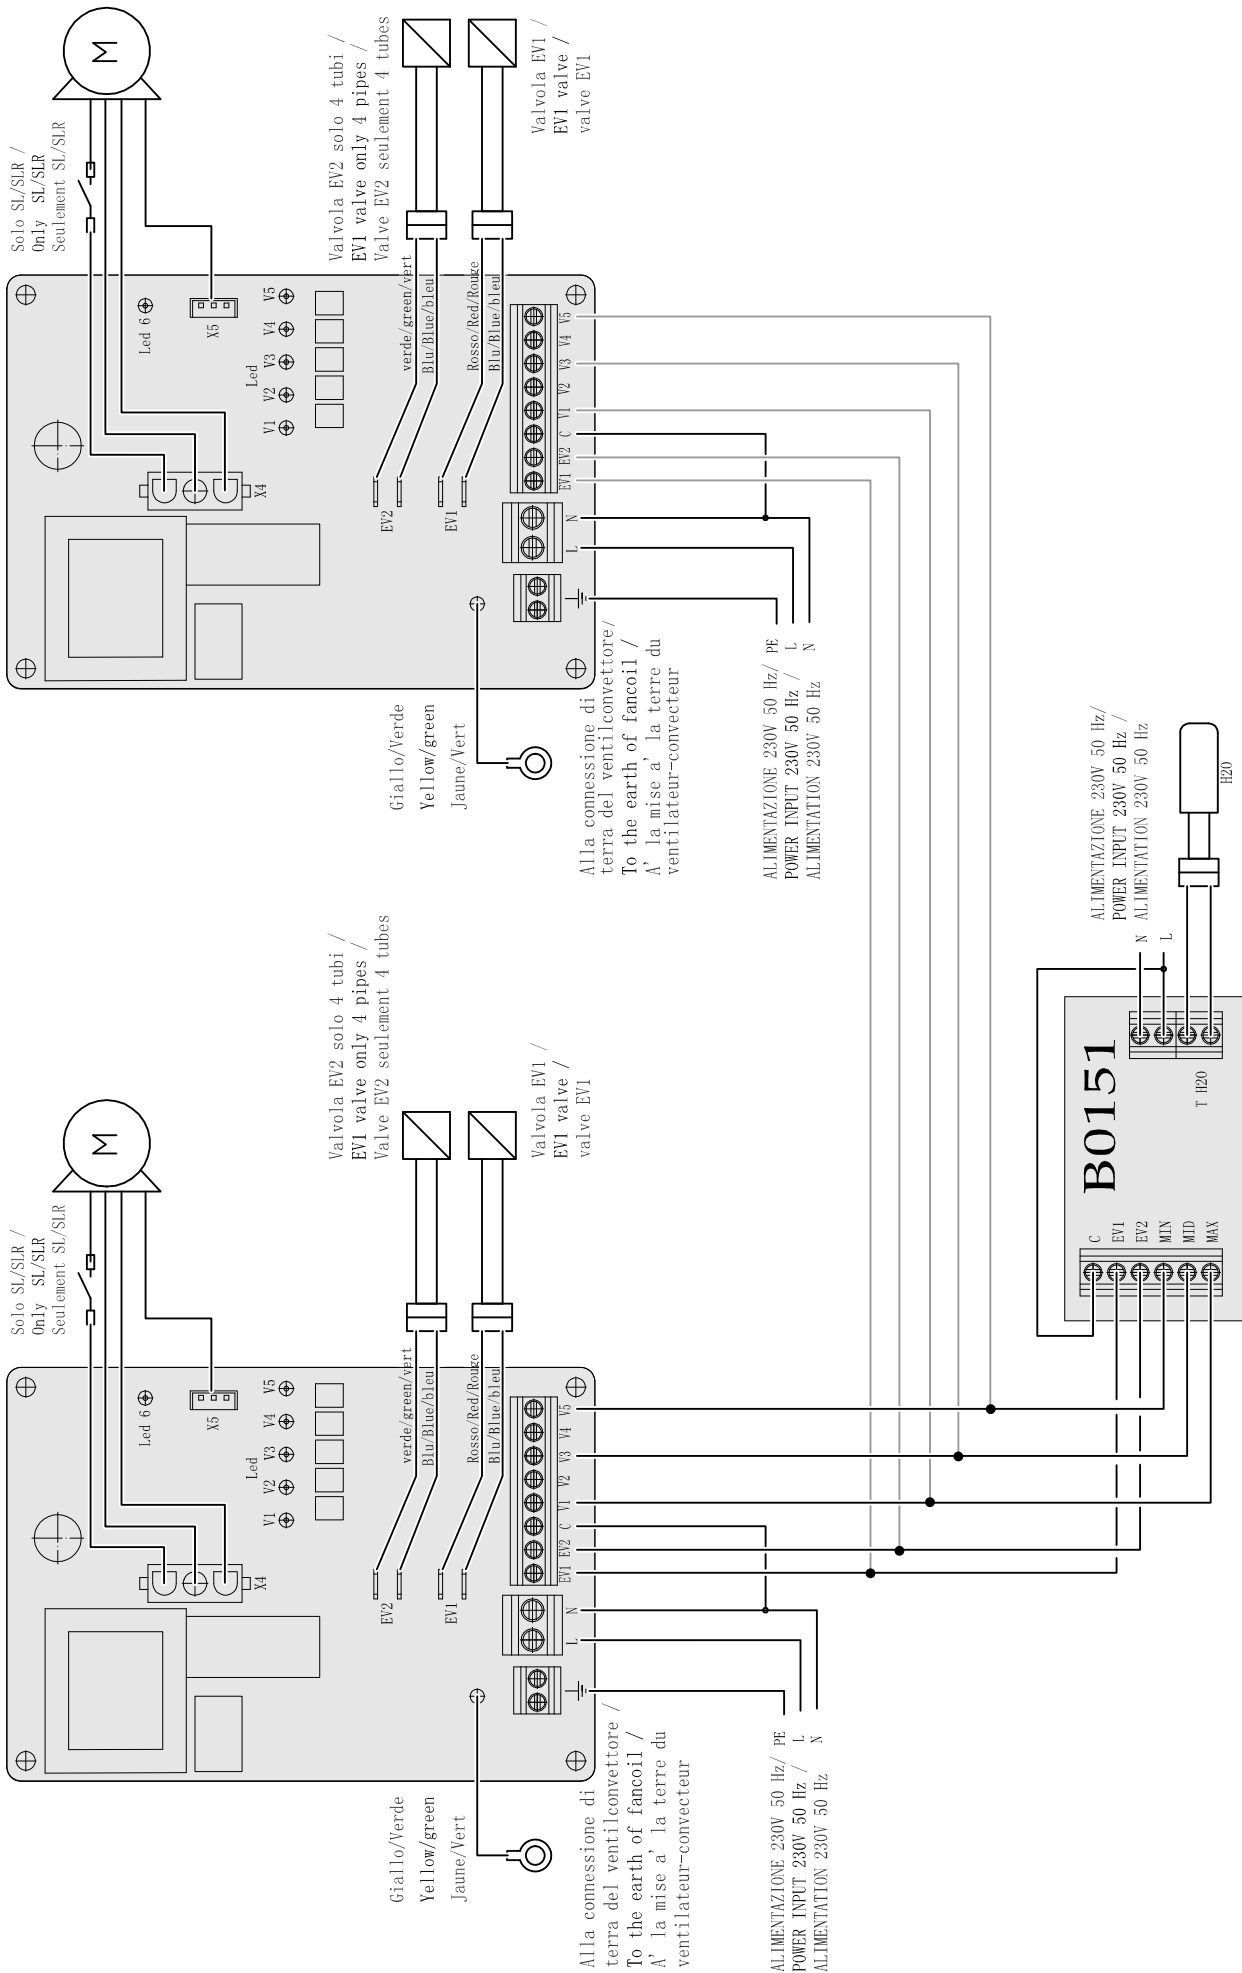 Solo SL/SLR /
Only SL/SLR
Seulement SL/SLR
M
Led 6
X5
V1
V2
V3
V4
V5
Led
X4
Valvola EV2 solo 4 tubi /
EV1 valve only 4 pipes /
Valve EV2 seulement 4 tubes
verde/green/vert
Blu/Blue/bleu
Rosso/Red/Rouge
Blu/Blue/bleu
EV2
EV1
Valvola EV1 /
EV1 valve /
valve EV1
L
N
EV1
EV2
C
V1
V2
V3
V4
V5
Giallo/Verde
Yellow/green
Jaune/Vert
Alla connessione di
terra del ventilconvettore /
To the earth of fancoil /
A' la mise a' la terre du
ventilateur-convecteur
ALIMENTAZIONE 230V 50 Hz/ PE
POWER INPUT 230V 50 Hz / L
ALIMENTATION 230V 50 Hz N
Solo SL/SLR /
Only SL/SLR
Seulement SL/SLR
M
Led 6
X5
V1
V2
V3
V4
V5
Led
X4
Valvola EV2 solo 4 tubi /
EV1 valve only 4 pipes /
Valve EV2 seulement 4 tubes
verde/green/vert
Blu/Blue/bleu
Rosso/Red/Rouge
Blu/Blue/bleu
EV2
EV1
Valvola EV1 /
EV1 valve /
valve EV1
L
N
EV1
EV2
C
V1
V2
V3
V4
V5
Giallo/Verde
Yellow/green
Jaune/Vert
Alla connessione di
terra del ventilconvettore/
To the earth of fancoil /
A' la mise a' la terre du
ventilateur-convecteur
ALIMENTAZIONE 230V 50 Hz/ PE
POWER INPUT 230V 50 Hz / L
ALIMENTATION 230V 50 Hz N
B0151
C
EV1
EV2
MIN
MID
MAX
T H20
ALIMENTAZIONE 230V 50 Hz/
POWER INPUT 230V 50 Hz /
ALIMENTATION 230V 50 Hz
N
L
H20